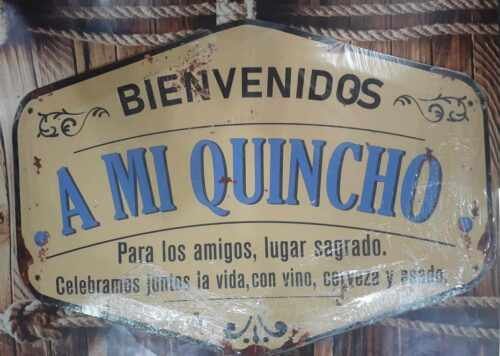 BIENVENIDOS
A MI QUINCHO
Para los amigos, lugar sagrado.
Celebramos juntos la vida, con vino, cerveza y asado.